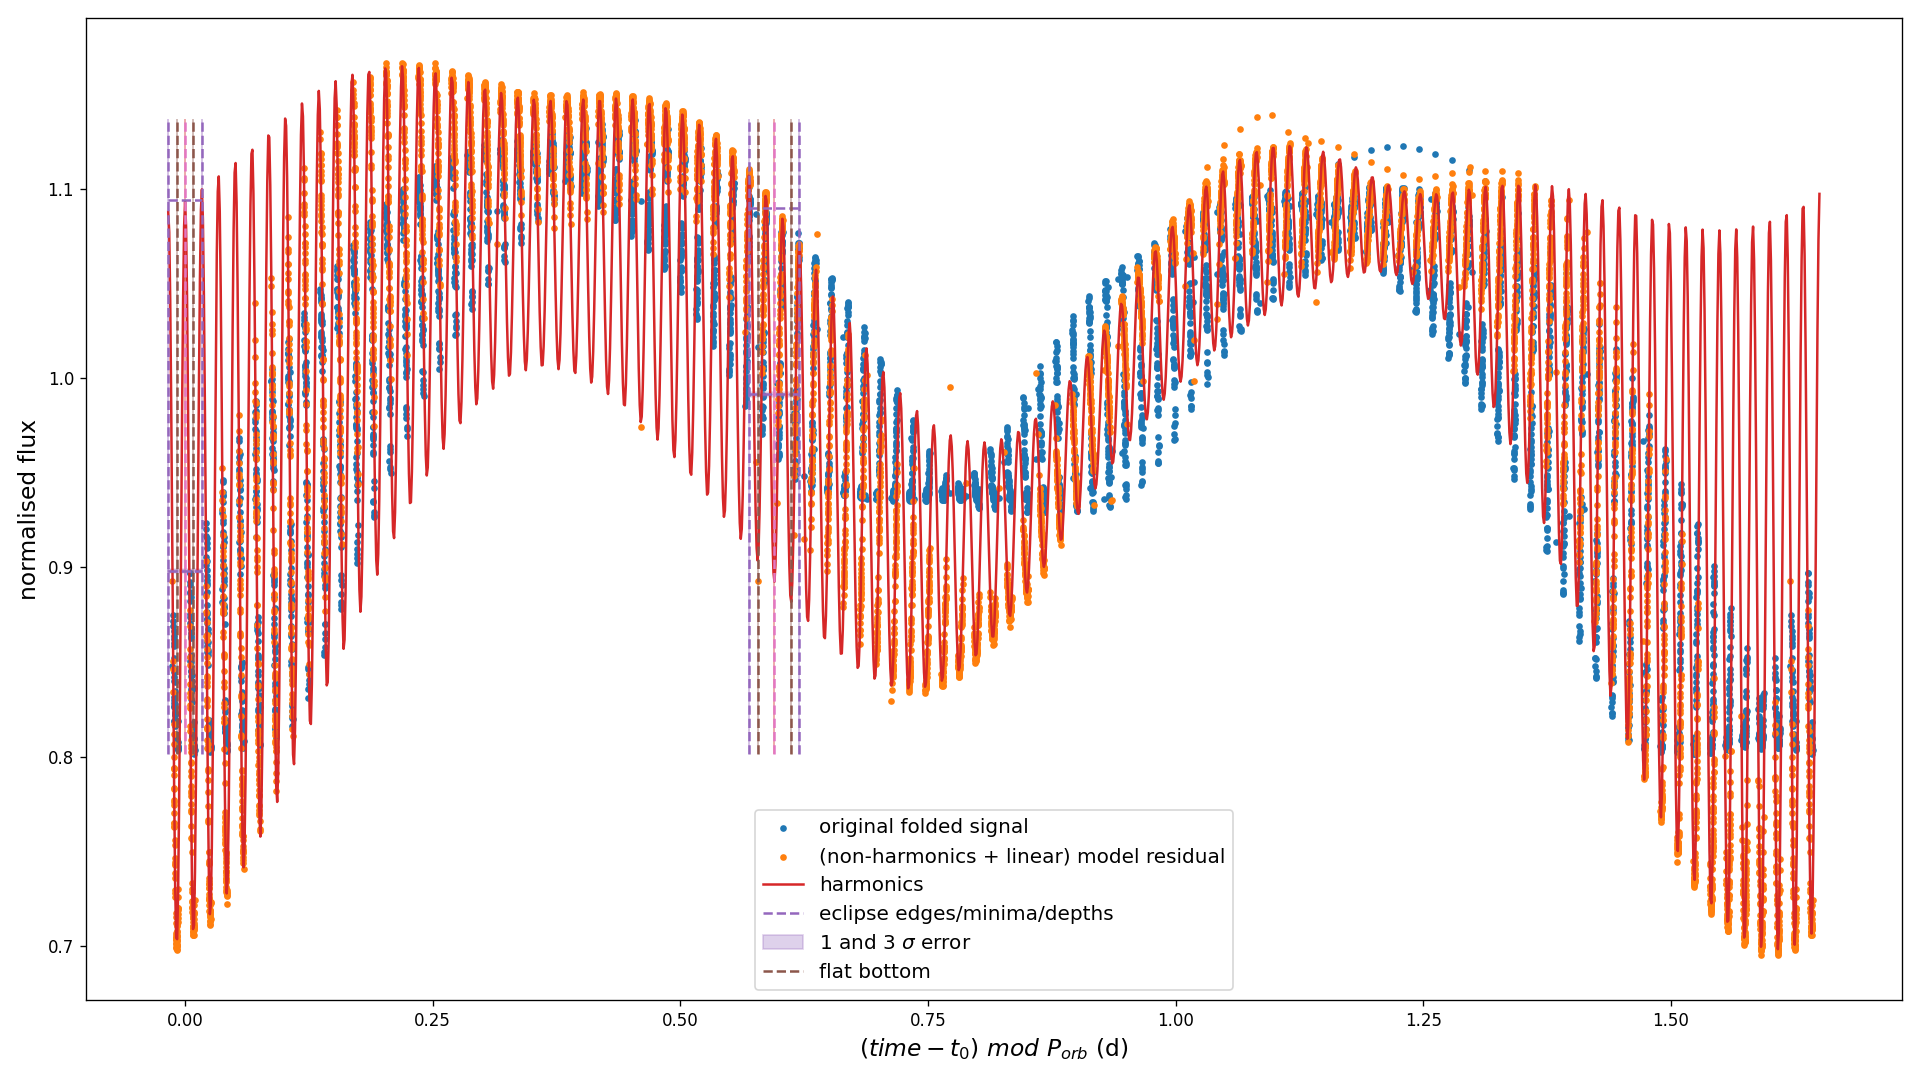 normalised flux
1.1
1.0
0.9
0.8
0.7
original folded signal
(non-harmonics + linear) model residual
harmonics
eclipse edges/minima/depths
1 and 3 σ error
flat bottom
0.00 0.25 0.50 0.75 1.00 1.25 1.50
(time − t₀) mod Pₒᵣb (d)